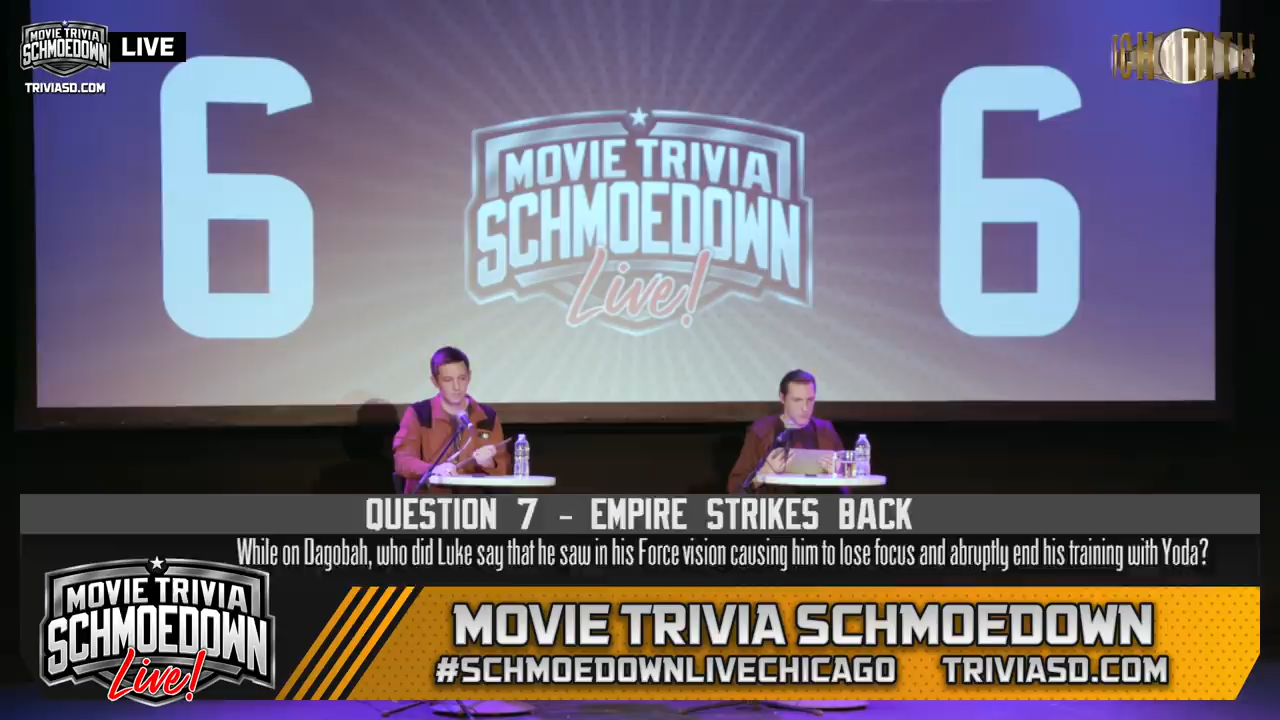 MOVIE TRIVIA
SCHMOEDOWN
LIVE
TRIVIASD.COM
6
MOVIE TRIVIA
SCHMOEDOWN
Live!
6
QUESTION 7 - EMPIRE STRIKES BACK
While on Dagobah, who did Luke say that he saw in his Force vision causing him to lose focus and abruptly end his training with Yoda?
MOVIE TRIVIA
SCHMOEDOWN
Live!
MOVIE TRIVIA SCHMOEDOWN
#SCHMOEDOWNLIVECHICAGO TRIVIASD.COM